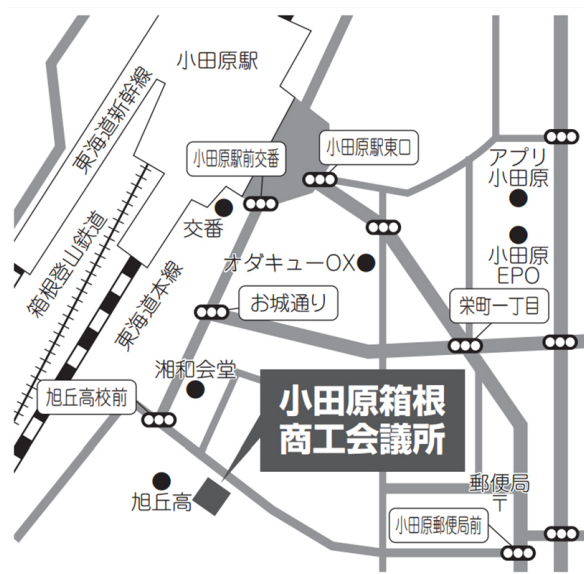 小田原駅
東海道新幹線
小田原駅前交番
小田原駅東口
アプリ
小田原
箱根登山鉄道
交番
小田原
EPO
東海道本線
オダキューOX
お城通り
栄町一丁目
湘和会堂
旭丘高校前
小田原箱根
商工会議所
旭丘高
郵便局
〒
小田原郵便局前